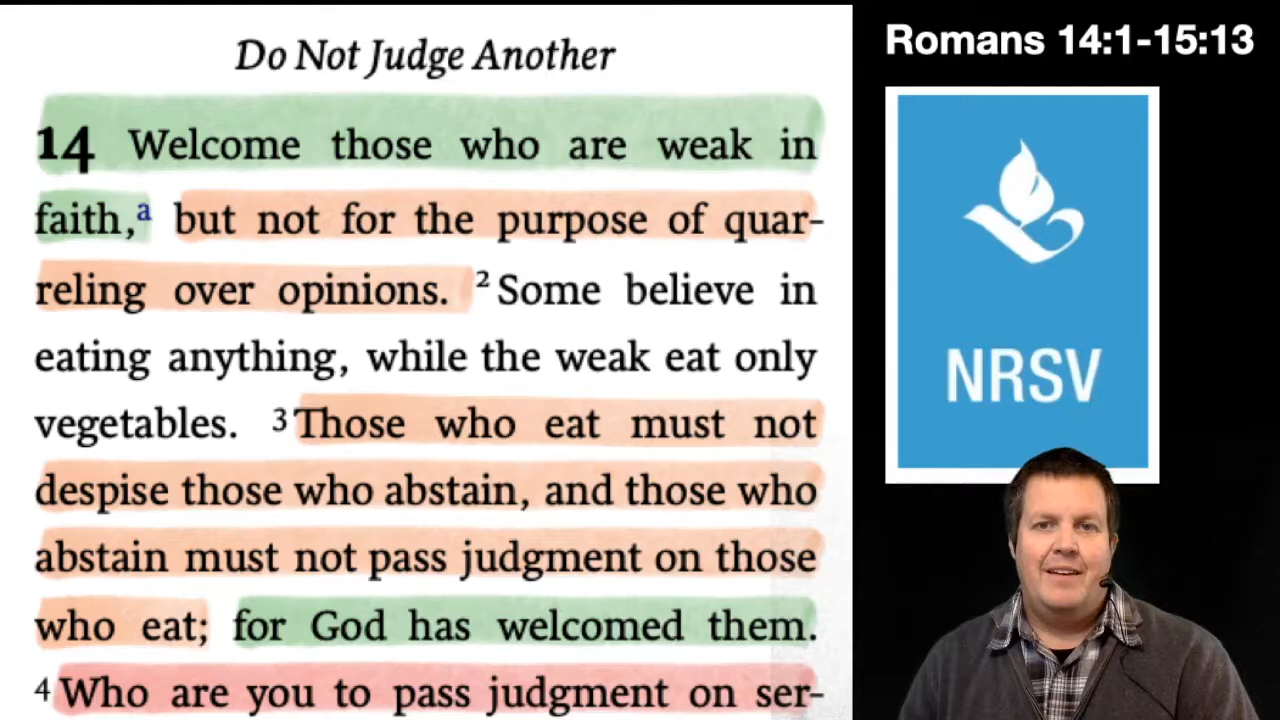 Do Not Judge Another
14 Welcome those who are weak in
faith,a but not for the purpose of quar-
reling over opinions. 2 Some believe in
eating anything, while the weak eat only
vegetables. 3 Those who eat must not
despise those who abstain, and those who
abstain must not pass judgment on those
who eat; for God has welcomed them.
4 Who are you to pass judgment on ser-
Romans 14:1-15:13
NRSV